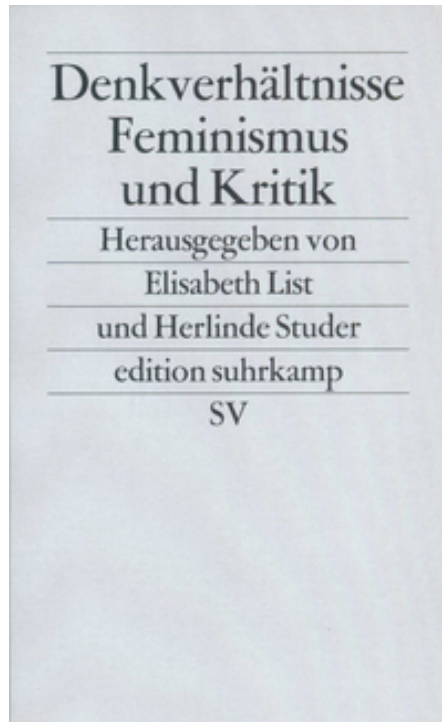 Denkverhältnisse
Feminismus
und Kritik
Herausgegeben von
Elisabeth List
und Herlinde Studer
edition suhrkamp
SV